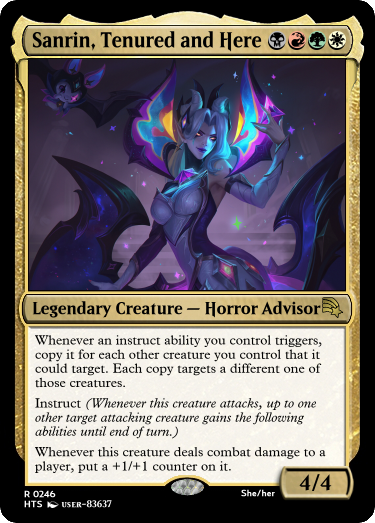 Sanrin, Tenured and Here
Legendary Creature — Horror Advisor
Whenever an instruct ability you control triggers,
copy it for each other creature you control that it
could target. Each copy targets a different one of
those creatures.
Instruct (Whenever this creature attacks, up to one
other target attacking creature gains the following
abilities until end of turn.)
Whenever this creature deals combat damage to a
player, put a +1/+1 counter on it.
4/4
R 0246
She/her
HTS USER-83637